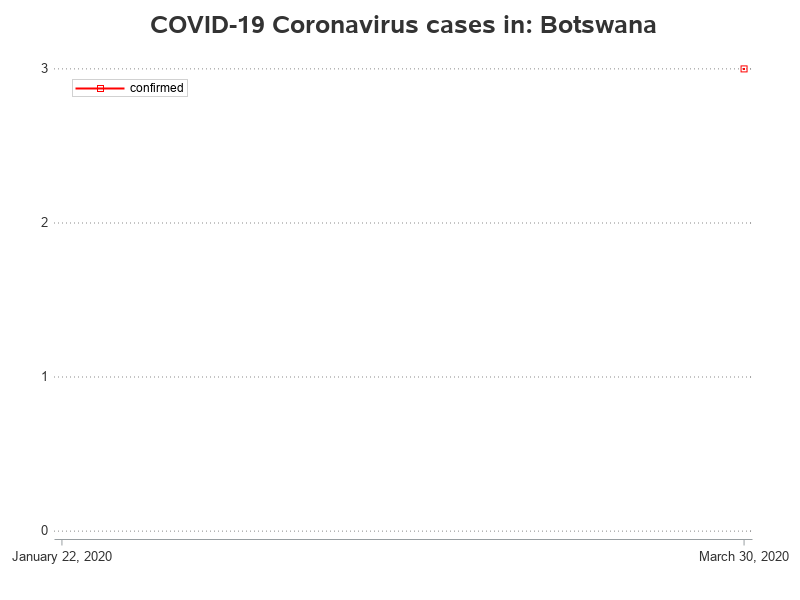 COVID-19 Coronavirus cases in: Botswana
3
confirmed
2
1
0
January 22, 2020
March 30, 2020